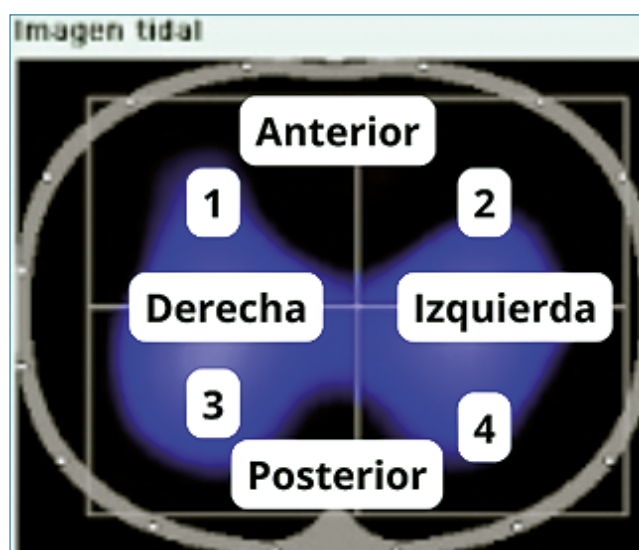 Imagen tidal
Anterior
1
2
Derecha
Izquierda
3
4
Posterior